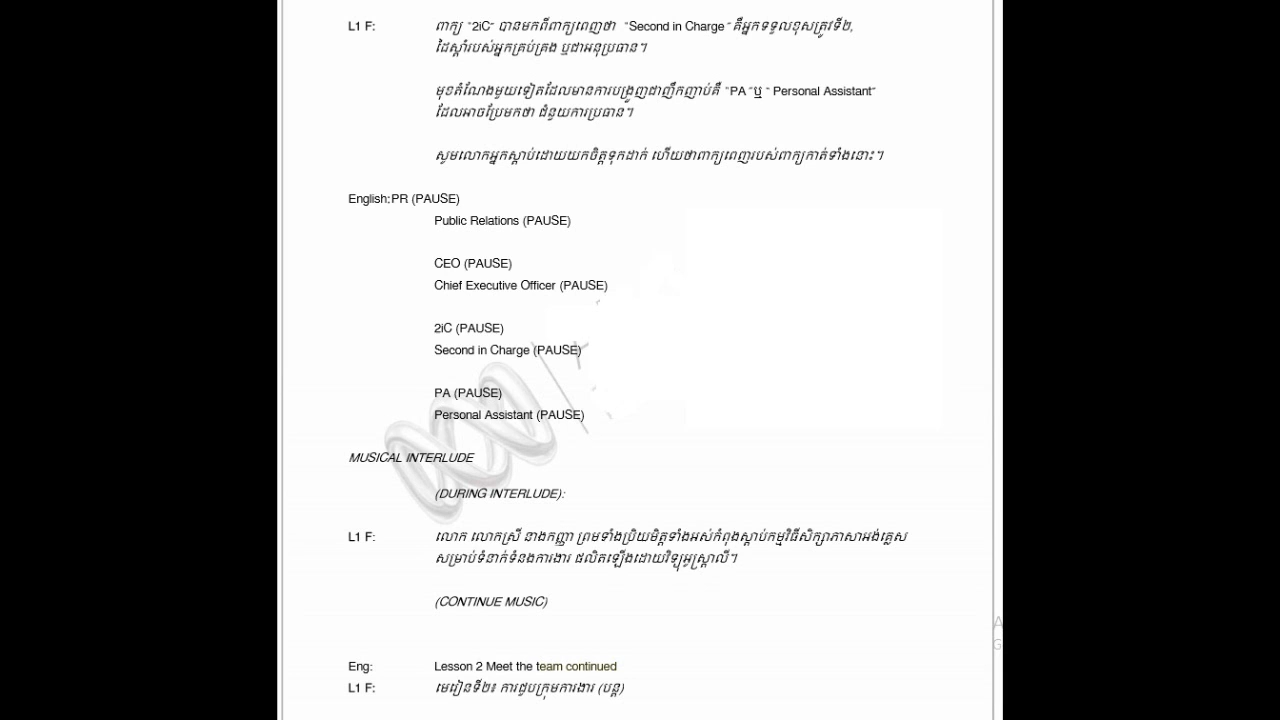 L1 F: ពាក្យ “2iC” បានមកពីពាក្យពេញថា “Second in Charge” គឺអ្នកទទួលខុសត្រូវទី២,
ដៃស្តាំរបស់អ្នកគ្រប់គ្រង ឬជាអនុប្រធាន។
មុខតំណែងមួយទៀតដែលមានការបង្រួញជាញឹកញាប់គឺ “PA” ឬ “ Personal Assistant”
ដែលអាចប្រែមកថា ជំនួយការប្រធាន។
សូមលោកអ្នកស្តាប់ដោយយកចិត្តទុកដាក់ ហើយថាពាក្យពេញរបស់ពាក្យកាត់ទាំងនោះ។
English: PR (PAUSE)
Public Relations (PAUSE)
CEO (PAUSE)
Chief Executive Officer (PAUSE)
2iC (PAUSE)
Second in Charge (PAUSE)
PA (PAUSE)
Personal Assistant (PAUSE)
MUSICAL INTERLUDE
(DURING INTERLUDE):
L1 F: លោក លោកស្រី នាងកញ្ញា ព្រមទាំងប្រិយមិត្តទាំងអស់កំពុងស្តាប់កម្មវិធីសិក្សាភាសាអង់គ្លេស
សម្រាប់ទំនាក់ទំនងការងារ ផលិតឡើងដោយវិទ្យុអូស្ត្រាលី។
(CONTINUE MUSIC)
Eng: Lesson 2 Meet the team continued
L1 F: មេរៀនទី២៖ ការជួបក្រុមការងារ (បន្ត)